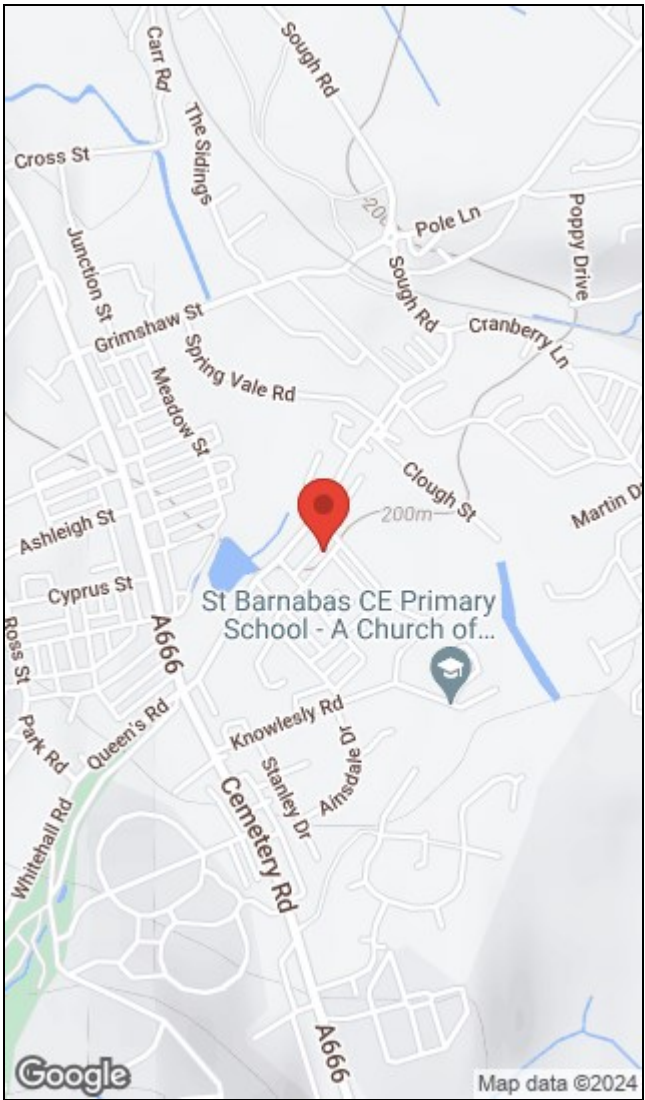 Carr Rd
Sough Rd
The Sidings
Cross St
200
Pole Ln
Poppy Drive
Junction St
Sough Rd
Grimshaw St
Cranberry Ln
Spring Vale Rd
Meadow St
Clough St
Martin Dr
200m
Ashleigh St
Cyprus St
St Barnabas CE Primary
School - A Church of...
Ross St
A666
Knowlesly Rd
Queen's Rd
Park Rd
Ainsdale Dr
Stanley Dr
Cemetery Rd
Whitehall Rd
A666
Google
Map data ©2024